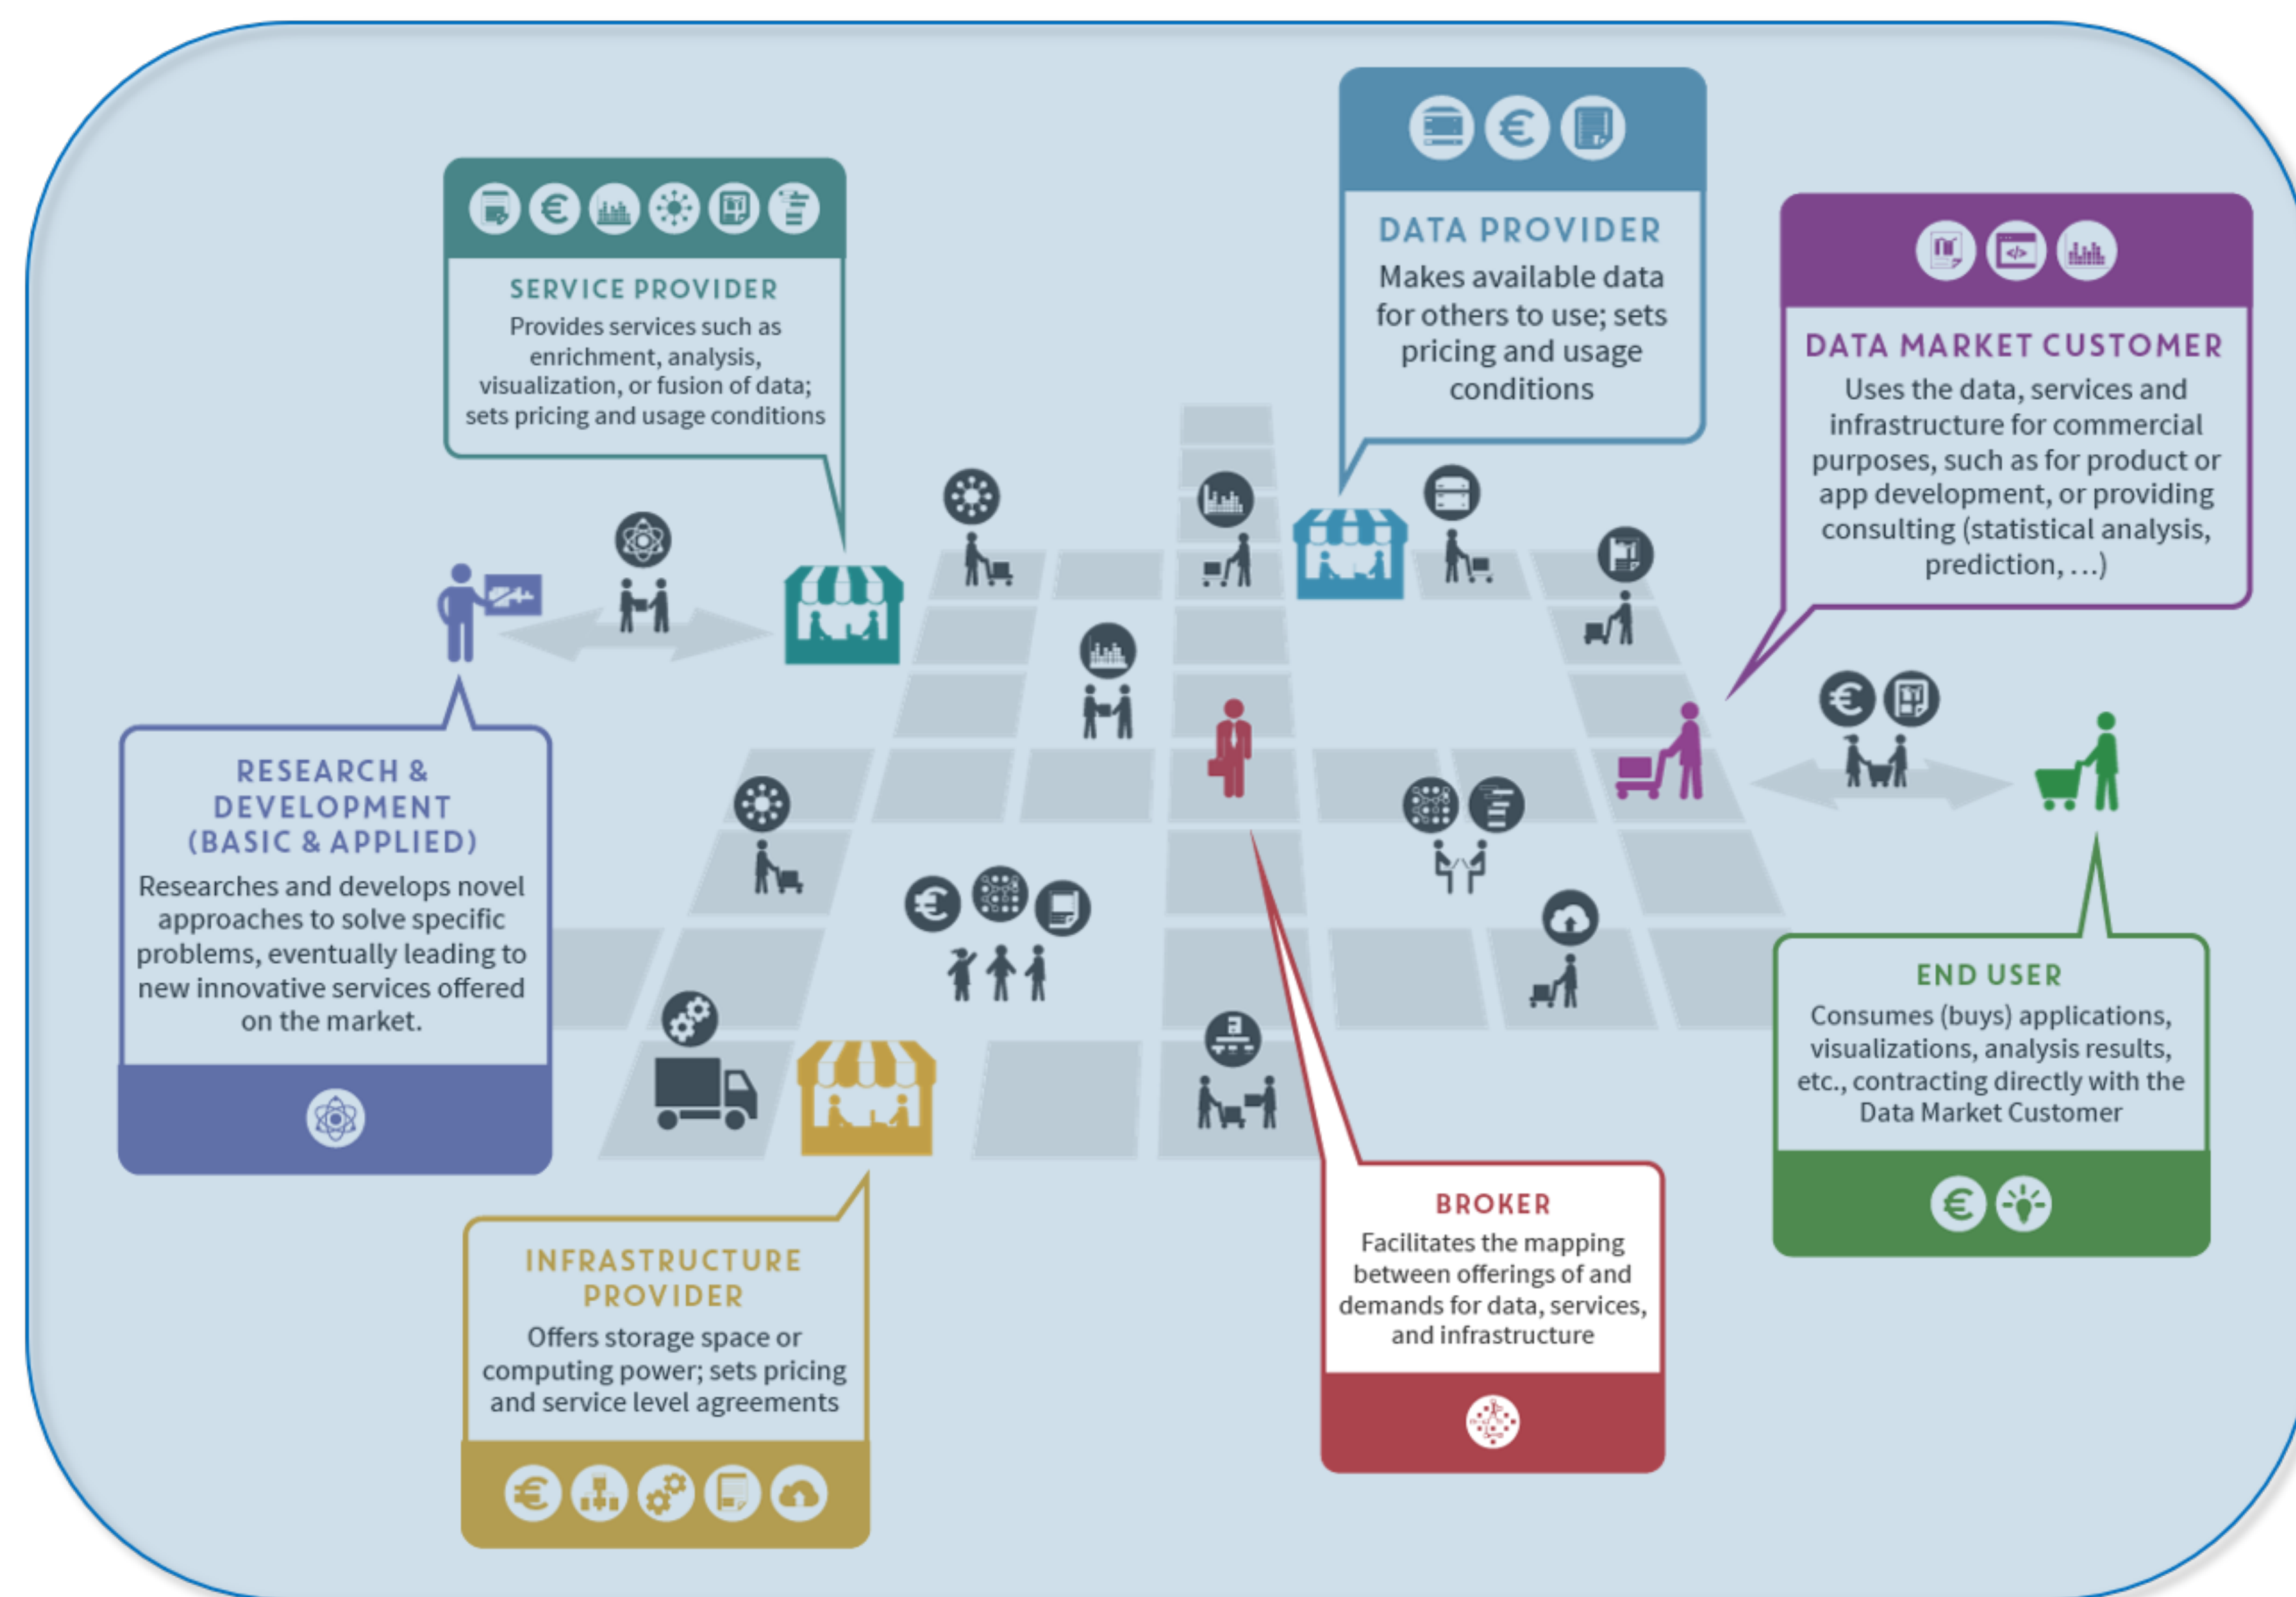 SERVICE PROVIDER
Provides services such as
enrichment, analysis,
visualization, or fusion of data;
sets pricing and usage conditions
DATA PROVIDER
Makes available data
for others to use; sets
pricing and usage
conditions
DATA MARKET CUSTOMER
Uses the data, services and
infrastructure for commercial
purposes, such as for product or
app development, or providing
consulting (statistical analysis,
prediction, ...)
RESEARCH &
DEVELOPMENT
(BASIC & APPLIED)
Researches and develops novel
approaches to solve specific
problems, eventually leading to
new innovative services offered
on the market.
END USER
Consumes (buys) applications,
visualizations, analysis results,
etc., contracting directly with the
Data Market Customer
INFRASTRUCTURE
PROVIDER
Offers storage space or
computing power; sets pricing
and service level agreements
BROKER
Facilitates the mapping
between offerings of and
demands for data, services,
and infrastructure